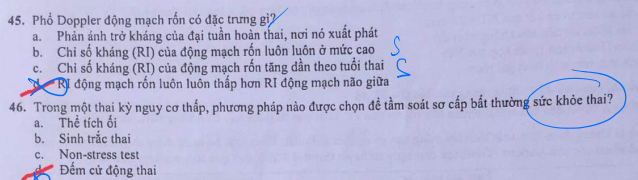 45. Phổ Doppler động mạch rốn có đặc trưng gì?
a. Phản ánh trở kháng của đại tuần hoàn thai, nơi nó xuất phát
b. Chỉ số kháng (RI) của động mạch rốn luôn luôn ở mức cao S
c. Chỉ số kháng (RI) của động mạch rốn tăng dần theo tuổi thai S
d. RI động mạch rốn luôn luôn thấp hơn RI động mạch não giữa
46. Trong một thai kỳ nguy cơ thấp, phương pháp nào được chọn để tầm soát sơ cấp bất thường sức khỏe thai?
a. Thể tích ối
b. Sinh trắc thai
c. Non-stress test
d. Đếm cử động thai